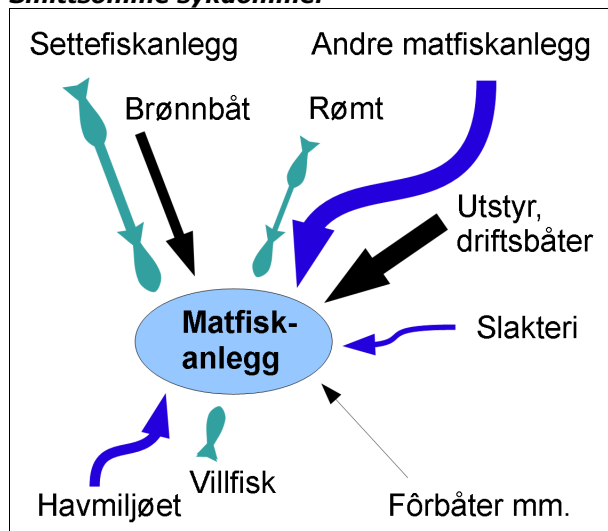 Smittsomme sykdommer
Settefiskanlegg
Andre matfiskanlegg
Brønnbåt
Rømt
Utstyr,
driftsbåter
Matfisk-
anlegg
Slakteri
Villfisk
Havmiljøet
Fôrbåter mm.